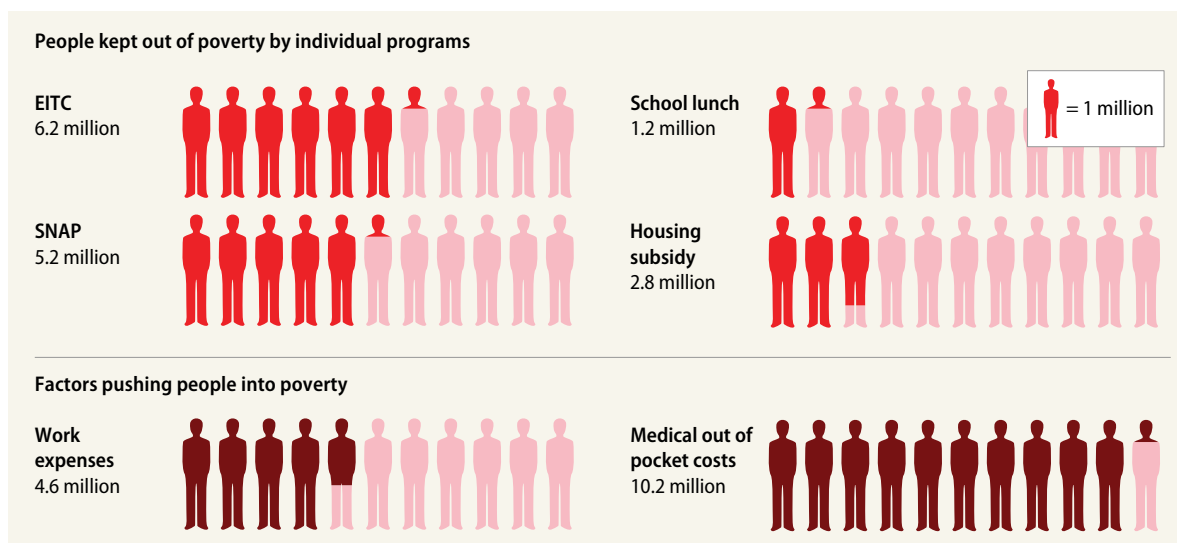 People kept out of poverty by individual programs
EITC
6.2 million
School lunch
1.2 million
= 1 million
SNAP
5.2 million
Housing
subsidy
2.8 million
Factors pushing people into poverty
Work
expenses
4.6 million
Medical out of
pocket costs
10.2 million